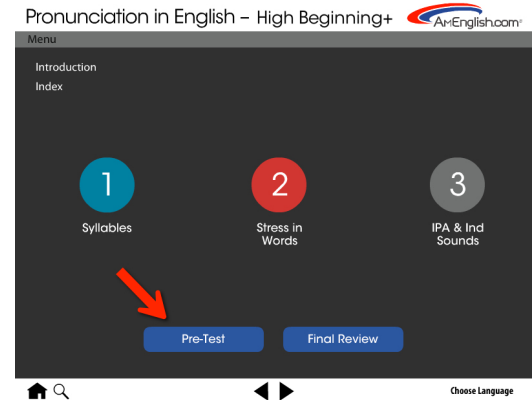 Pronunciation in English – High Beginning+
AmEnglish.com®
Menu
Introduction
Index
1
2
3
Syllables
Stress in
Words
IPA & Ind
Sounds
Pre-Test
Final Review
Choose Language